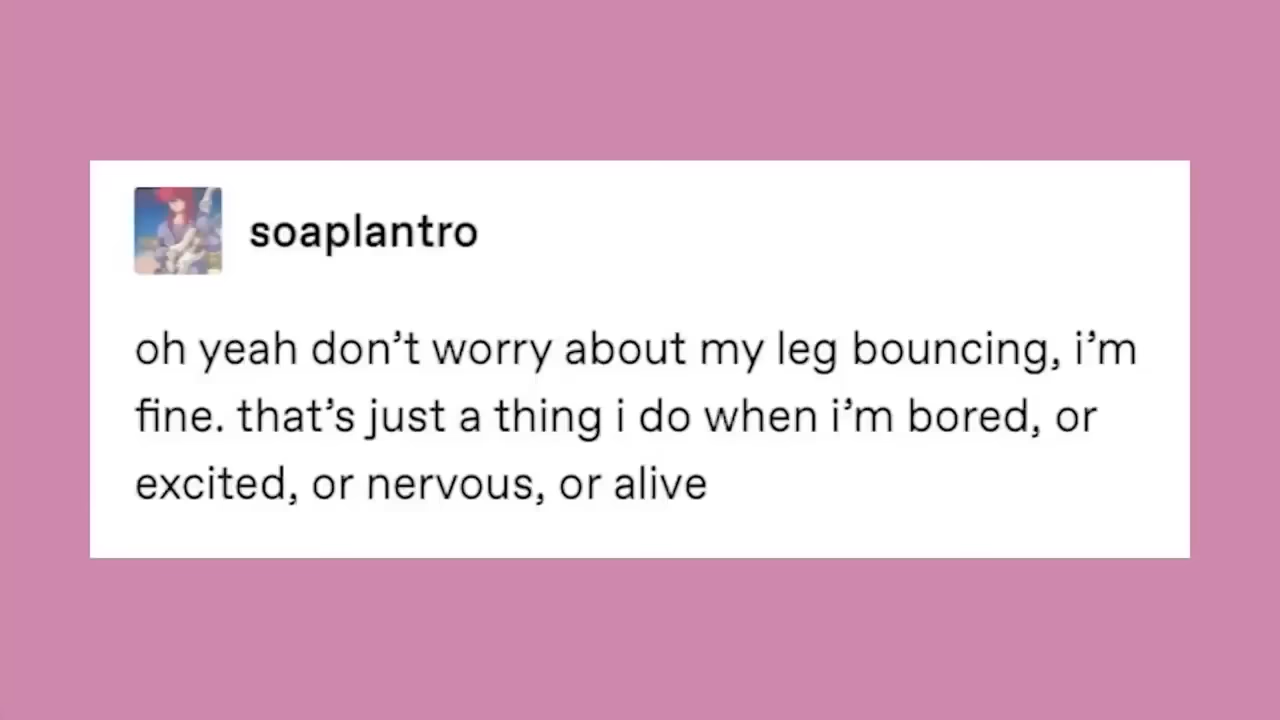 soaplantro
oh yeah don’t worry about my leg bouncing, i’m
fine. that’s just a thing i do when i’m bored, or
excited, or nervous, or alive